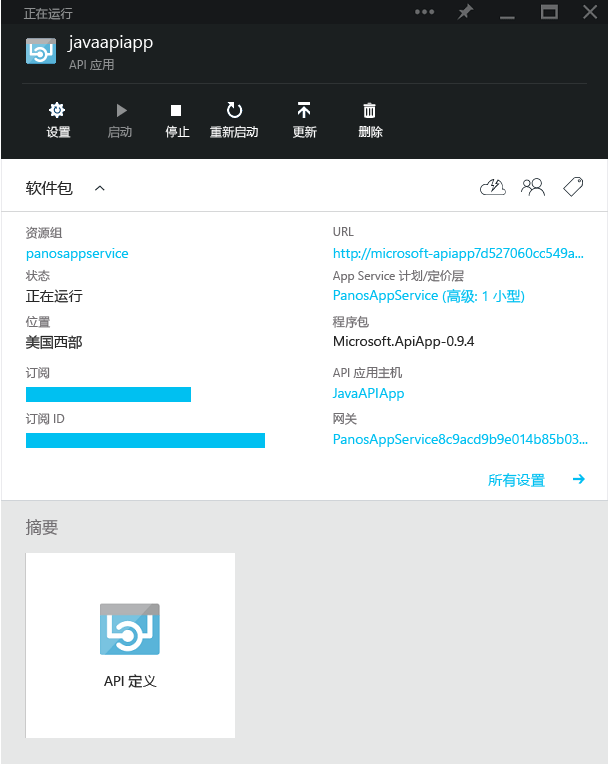 正在运行
javaapiapp
API 应用
设置
启动
停止
重新启动
更新
删除
软件包
资源组
URL
panosappservice
http://microsoft-apiapp7d527060cc549a...
状态
App Service 计划/定价层
正在运行
PanosAppService (高级: 1 小型)
位置
程序包
美国西部
Microsoft.ApiApp-0.9.4
订阅
API 应用主机
JavaAPIApp
订阅 ID
网关
PanosAppService8c9acd9b9e014b85b03...
所有设置
摘要
API 定义